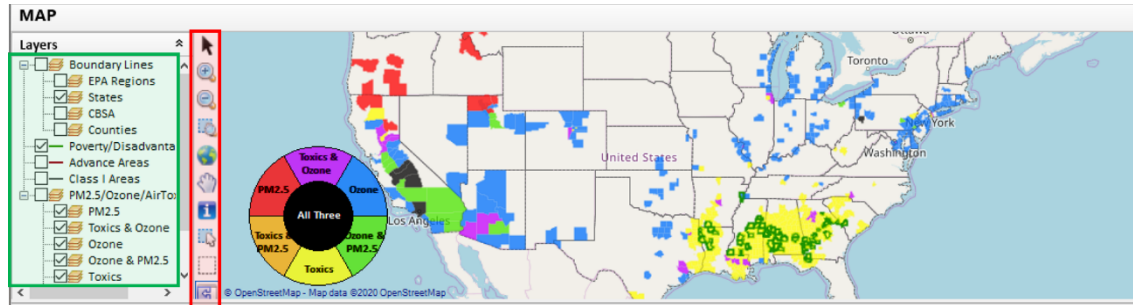 MAP
Layers
Boundary Lines
EPA Regions
States
CBSA
Counties
Poverty/Disadvanta
Advance Areas
Class I Areas
PM2.5/Ozone/AirTox
PM2.5
Toxics & Ozone
Ozone
Ozone & PM2.5
Toxics
Toxics &
Ozone
PM2.5
Ozone
All Three
Toxics &
PM2.5
Ozone &
PM2.5
Toxics
Los Angeles
United States
Toronto
Ottawa
New York
Washington
© OpenStreetMap - Map data ©2020 OpenStreetMap